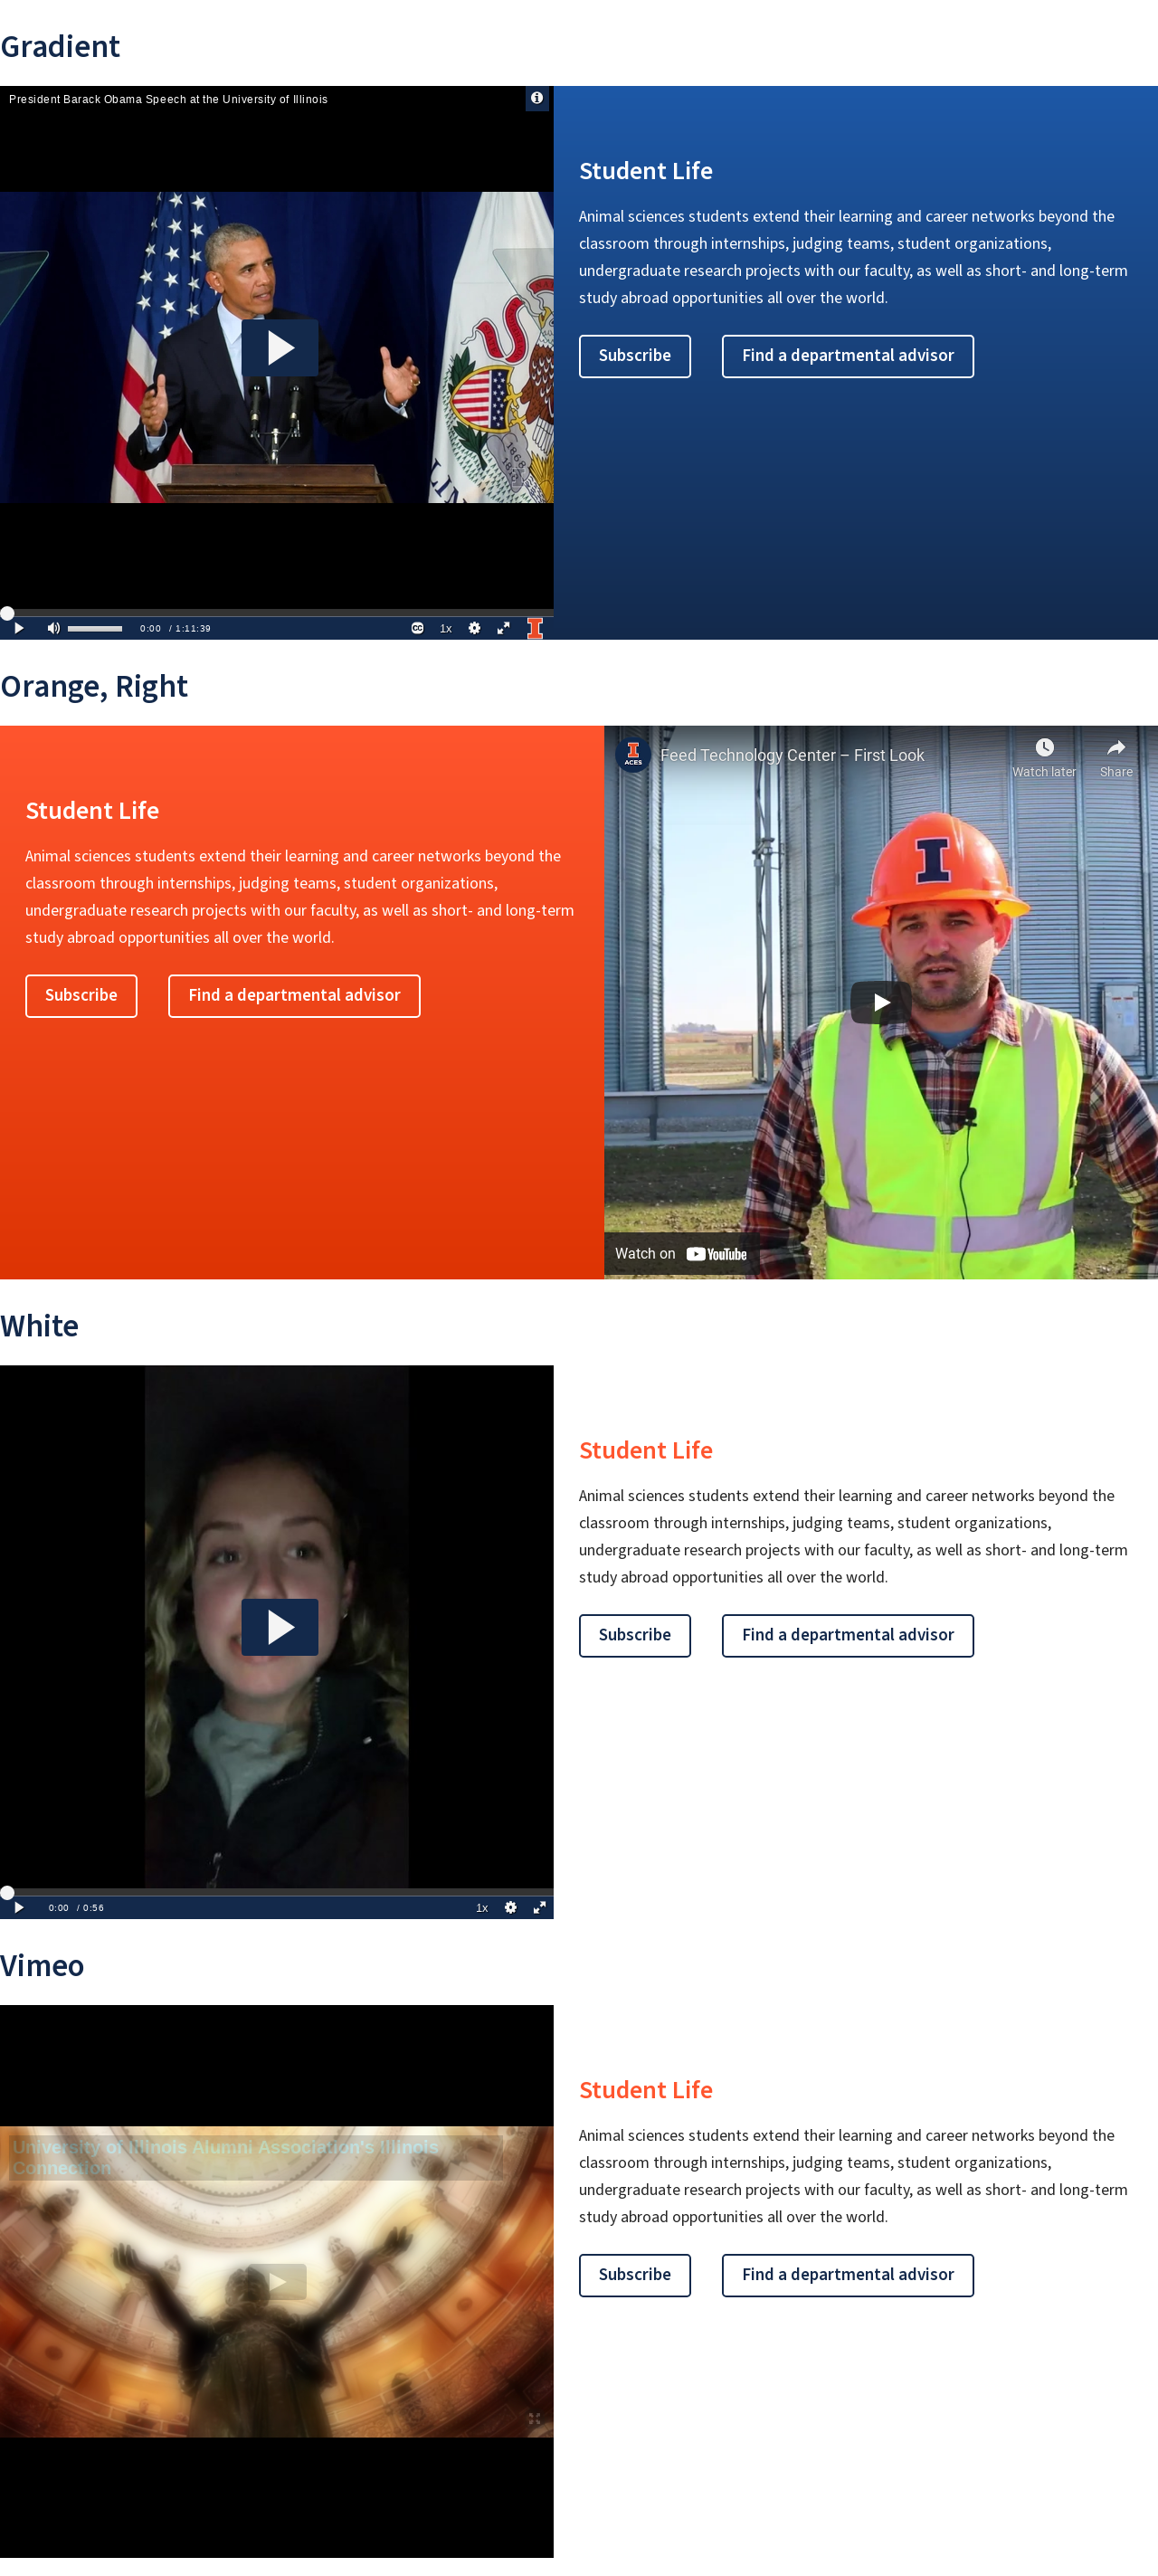 Gradient
President Barack Obama Speech at the University of Illinois
Student Life
Animal sciences students extend their learning and career networks beyond the
classroom through internships, judging teams, student organizations,
undergraduate research projects with our faculty, as well as short- and long-term
study abroad opportunities all over the world.
Subscribe
Find a departmental advisor
0:00 / 1:11:39
CC
1x
Orange, Right
Student Life
Animal sciences students extend their learning and career networks beyond the
classroom through internships, judging teams, student organizations,
undergraduate research projects with our faculty, as well as short- and long-term
study abroad opportunities all over the world.
Subscribe
Find a departmental advisor
I
ACES
Feed Technology Center – First Look
Watch later
Share
Watch on YouTube
White
Student Life
Animal sciences students extend their learning and career networks beyond the
classroom through internships, judging teams, student organizations,
undergraduate research projects with our faculty, as well as short- and long-term
study abroad opportunities all over the world.
Subscribe
Find a departmental advisor
0:00 / 0:56
1x
Vimeo
University of Illinois Alumni Association's Illinois
Connection
Student Life
Animal sciences students extend their learning and career networks beyond the
classroom through internships, judging teams, student organizations,
undergraduate research projects with our faculty, as well as short- and long-term
study abroad opportunities all over the world.
Subscribe
Find a departmental advisor